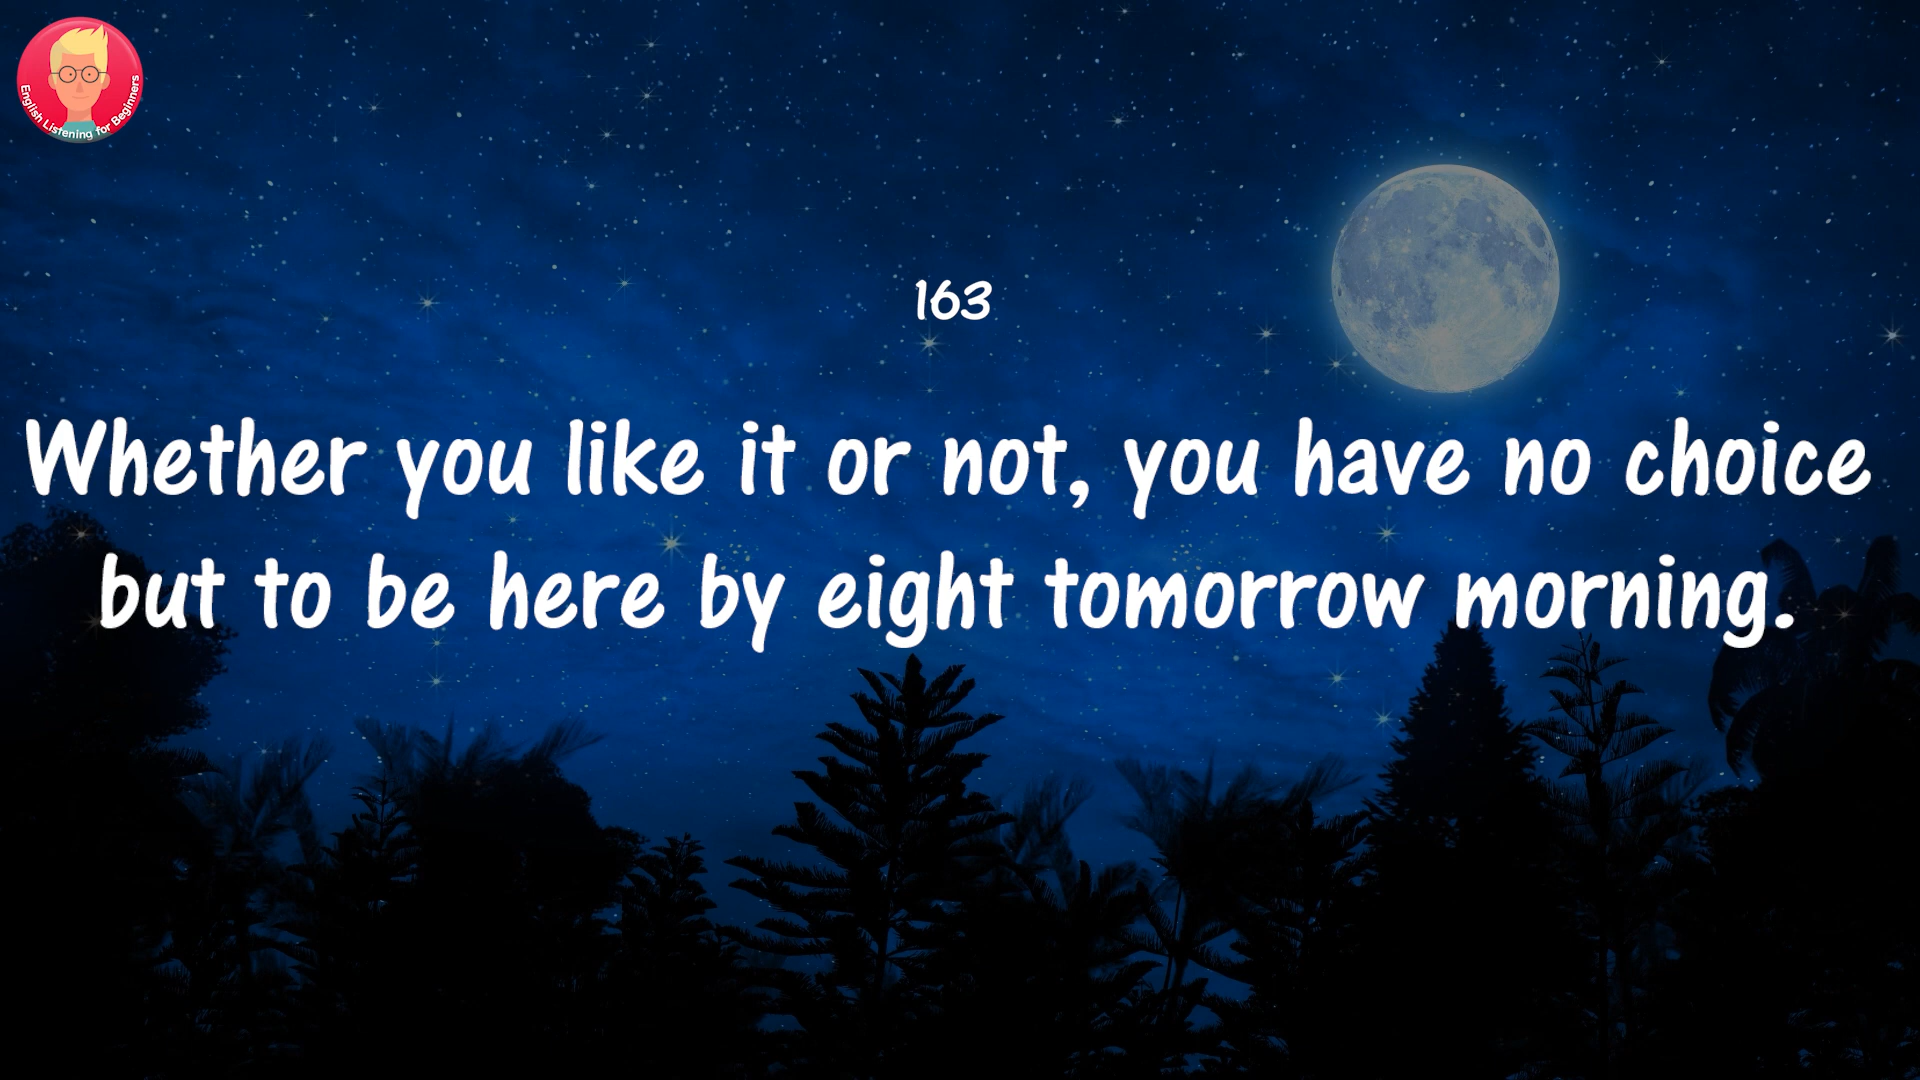 English Listening for Beginners
163
Whether you like it or not, you have no choice
but to be here by eight tomorrow morning.